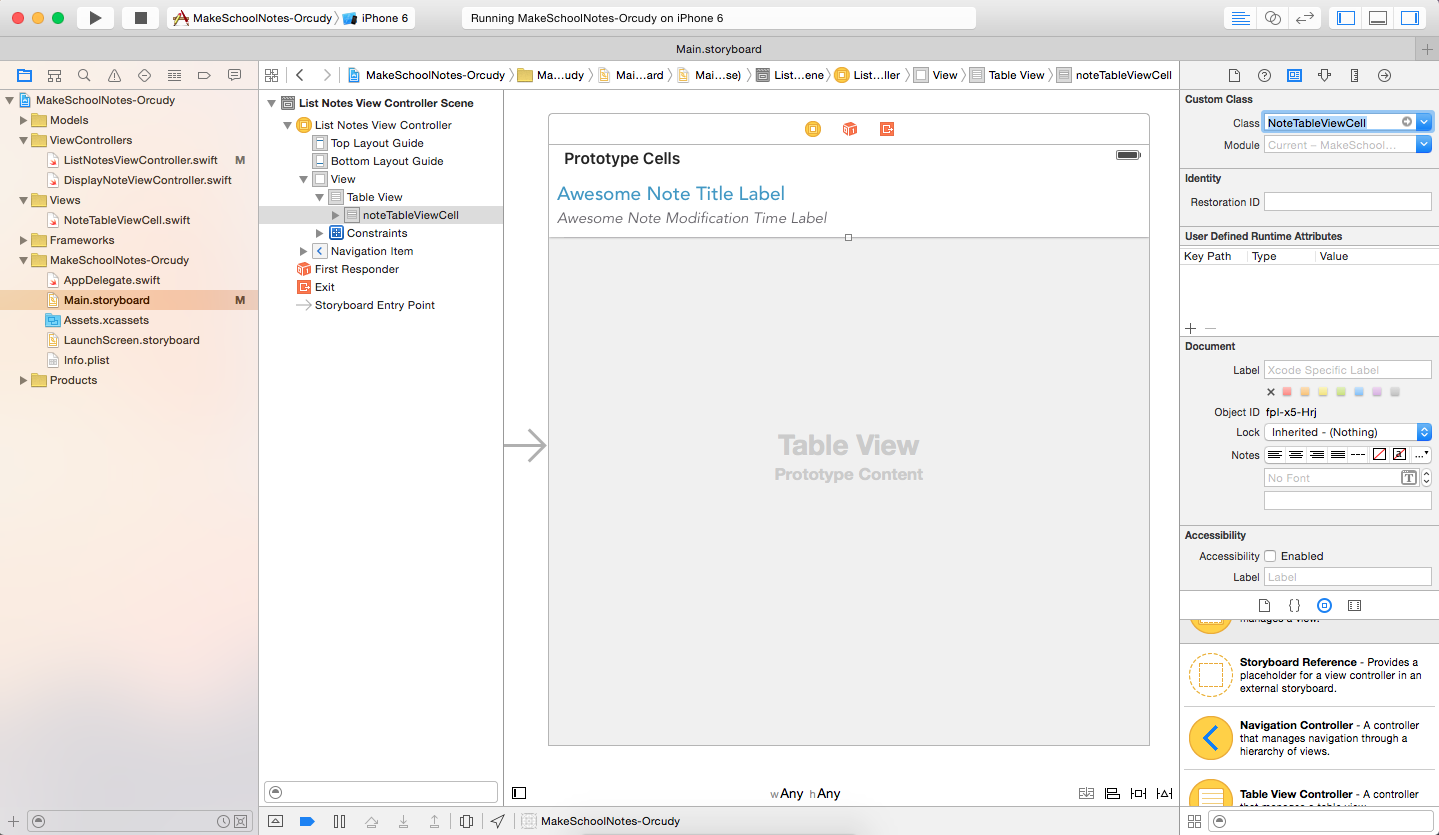 MakeSchoolNotes-Orcudy
iPhone 6
Running MakeSchoolNotes-Orcudy on iPhone 6
Main.storyboard
MakeSchoolNotes-Orcudy
Ma...udy
Mai...ard
Mai...se)
List...ene
List...ller
View
Table View
noteTableViewCell
MakeSchoolNotes-Orcudy
Models
ViewControllers
ListNotesViewController.swift M
DisplayNoteViewController.swift
Views
NoteTableViewCell.swift
Frameworks
MakeSchoolNotes-Orcudy
AppDelegate.swift
Main.storyboard M
Assets.xcassets
LaunchScreen.storyboard
Info.plist
Products
List Notes View Controller Scene
List Notes View Controller
Top Layout Guide
Bottom Layout Guide
View
Table View
noteTableViewCell
Constraints
Navigation Item
First Responder
Exit
Storyboard Entry Point
Prototype Cells
Awesome Note Title Label
Awesome Note Modification Time Label
Table View
Prototype Content
wAny hAny
MakeSchoolNotes-Orcudy
Custom Class
Class NoteTableViewCell
Module Current – MakeSchool...
Identity
Restoration ID
User Defined Runtime Attributes
Key Path Type Value
Document
Label Xcode Specific Label
Object ID fpl-x5-Hrj
Lock Inherited - (Nothing)
Notes
No Font
Accessibility
Accessibility Enabled
Label Label
manages a view.
Storyboard Reference - Provides a
placeholder for a view controller in an
external storyboard.
Navigation Controller - A controller
that manages navigation through a
hierarchy of views.
Table View Controller - A controller
that manages a table view.